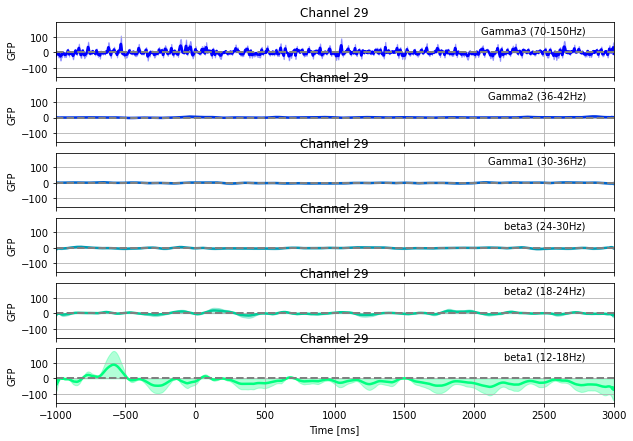 Channel 29
GFP
100
0
−100
Gamma3 (70-150Hz)
Channel 29
GFP
100
0
−100
Gamma2 (36-42Hz)
Channel 29
GFP
100
0
−100
Gamma1 (30-36Hz)
Channel 29
GFP
100
0
−100
beta3 (24-30Hz)
Channel 29
GFP
100
0
−100
beta2 (18-24Hz)
Channel 29
GFP
100
0
−100
beta1 (12-18Hz)
−1000 −500 0 500 1000 1500 2000 2500 3000
Time [ms]